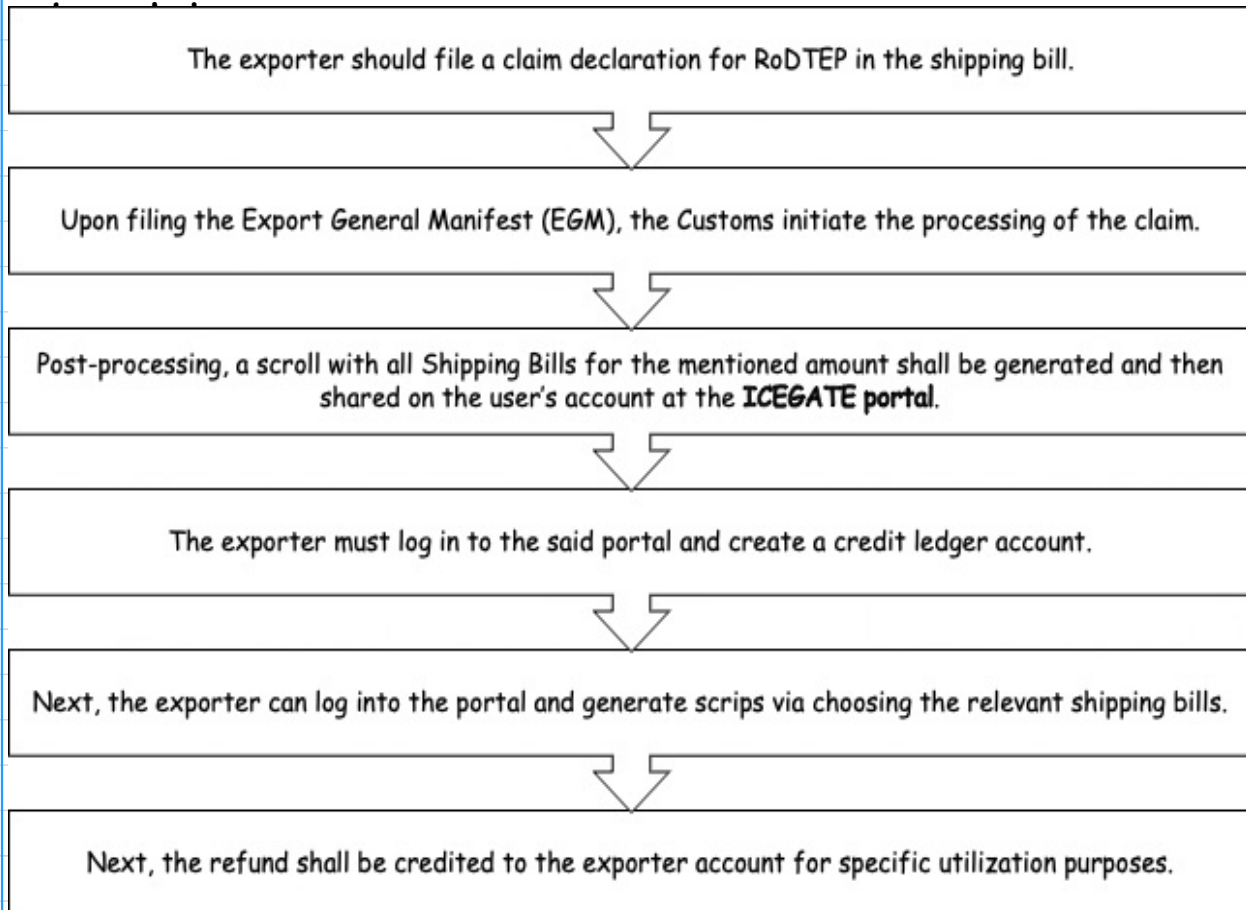 The exporter should file a claim declaration for RoDTEP in the shipping bill.
Upon filing the Export General Manifest (EGM), the Customs initiate the processing of the claim.
Post-processing, a scroll with all Shipping Bills for the mentioned amount shall be generated and then
shared on the user's account at the ICEGATE portal.
The exporter must log in to the said portal and create a credit ledger account.
Next, the exporter can log into the portal and generate scrips via choosing the relevant shipping bills.
Next, the refund shall be credited to the exporter account for specific utilization purposes.